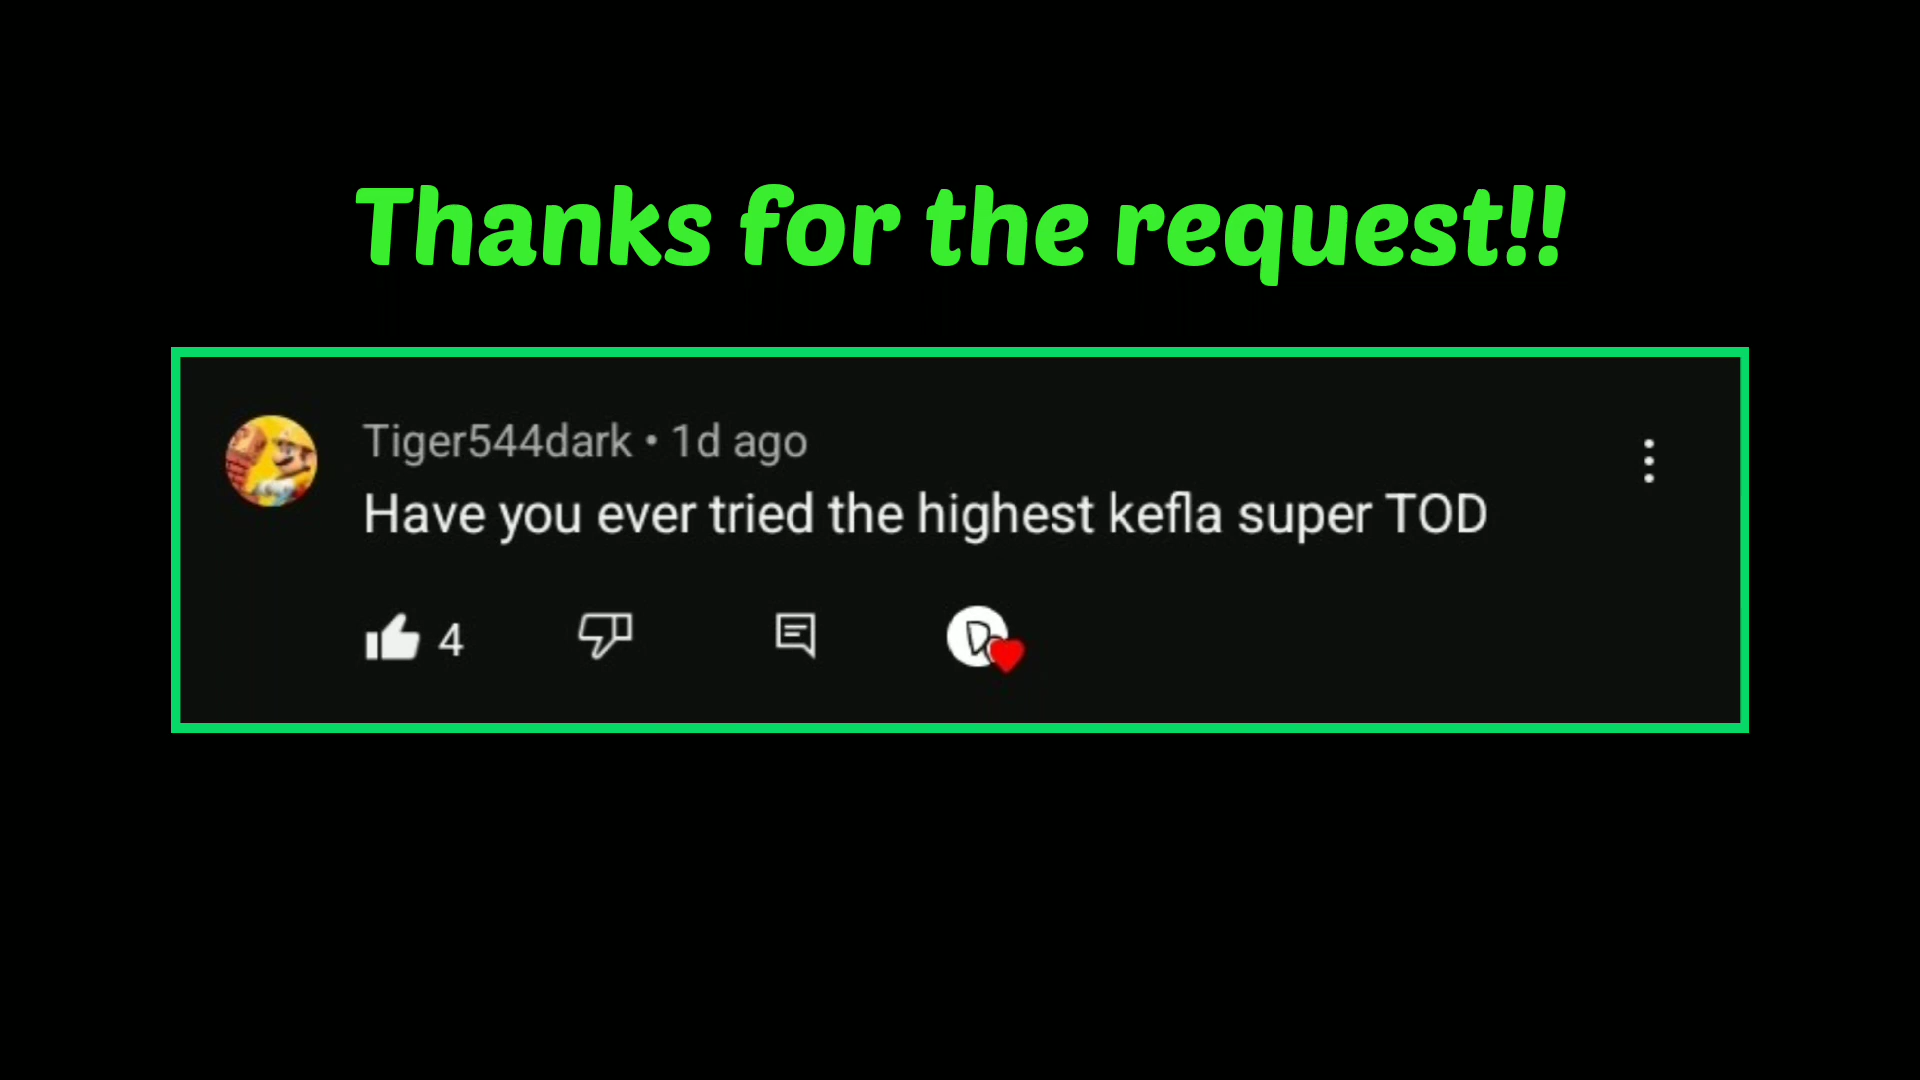 Thanks for the request!!
Tiger544dark • 1d ago
Have you ever tried the highest kefla super TOD
4